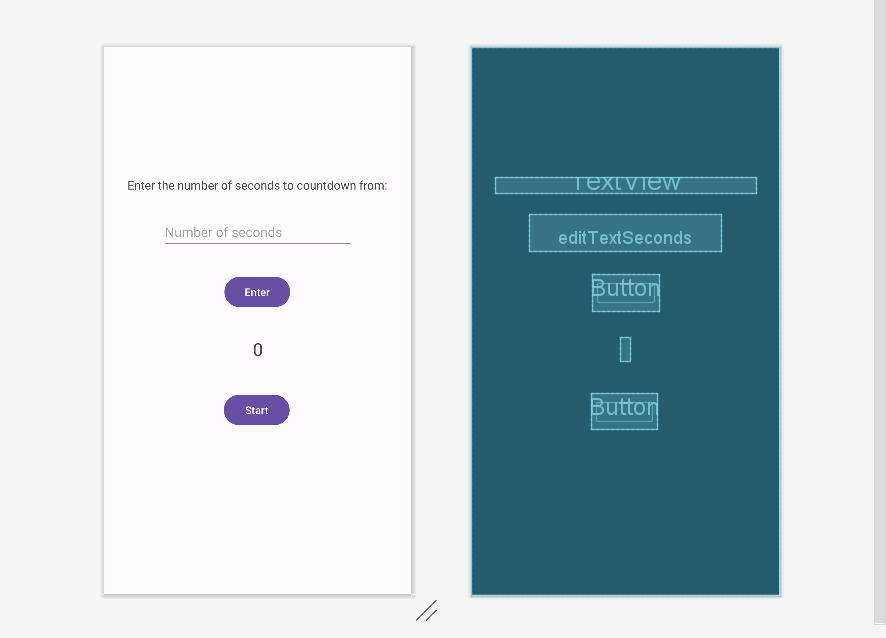 Enter the number of seconds to countdown from:
Number of seconds
Enter
0
Start
TextView
editTextSeconds
Button
Button